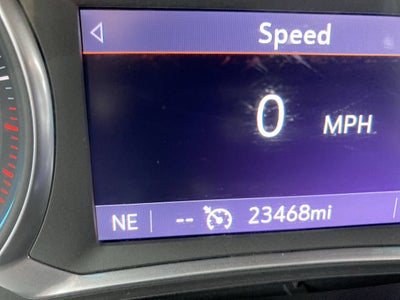 Speed
0 MPH
NE -- 23468mi